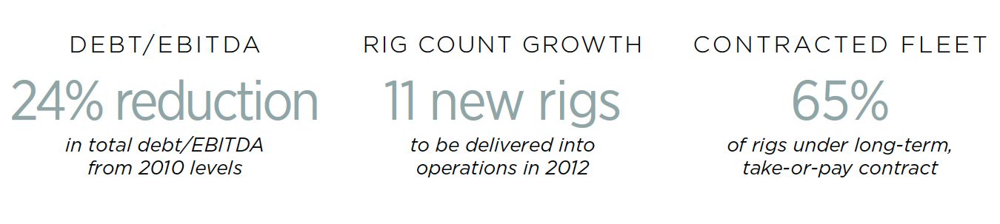 DEBT/EBITDA
24% reduction
in total debt/EBITDA
from 2010 levels
RIG COUNT GROWTH
11 new rigs
to be delivered into
operations in 2012
CONTRACTED FLEET
65%
of rigs under long-term,
take-or-pay contract